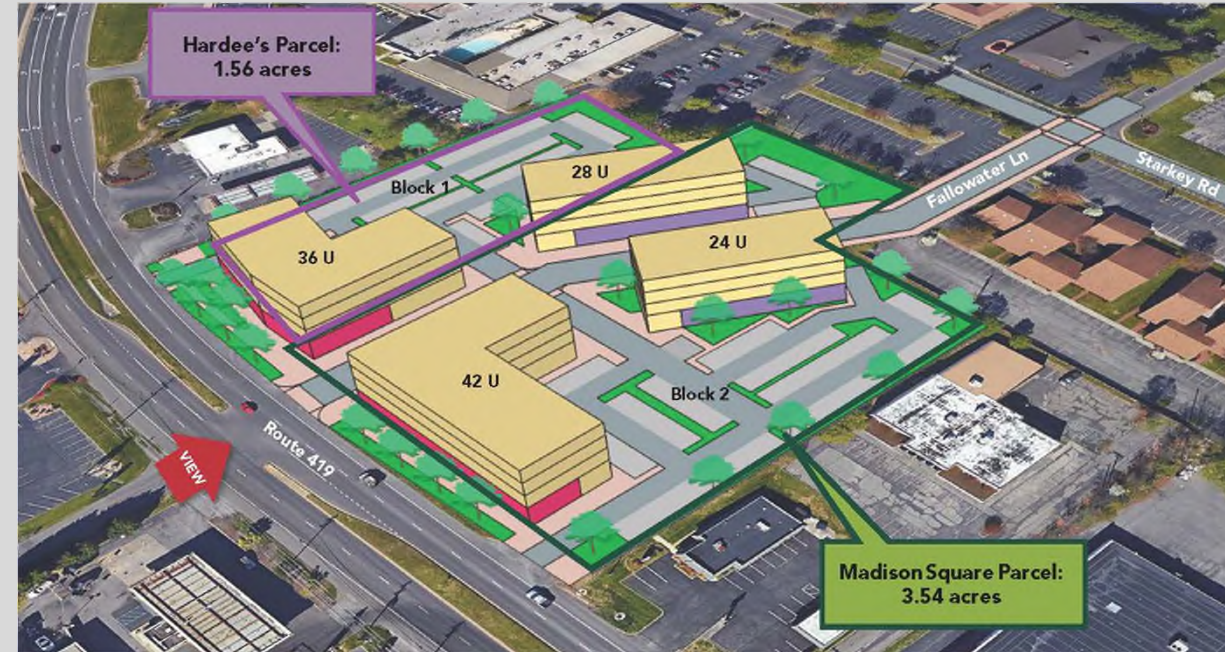 Hardee's Parcel:
1.56 acres
Block 1
28 U
36 U
24 U
42 U
Block 2
Fallowater Ln
Starkey Rd
Route 419
VIEW
Madison Square Parcel:
3.54 acres